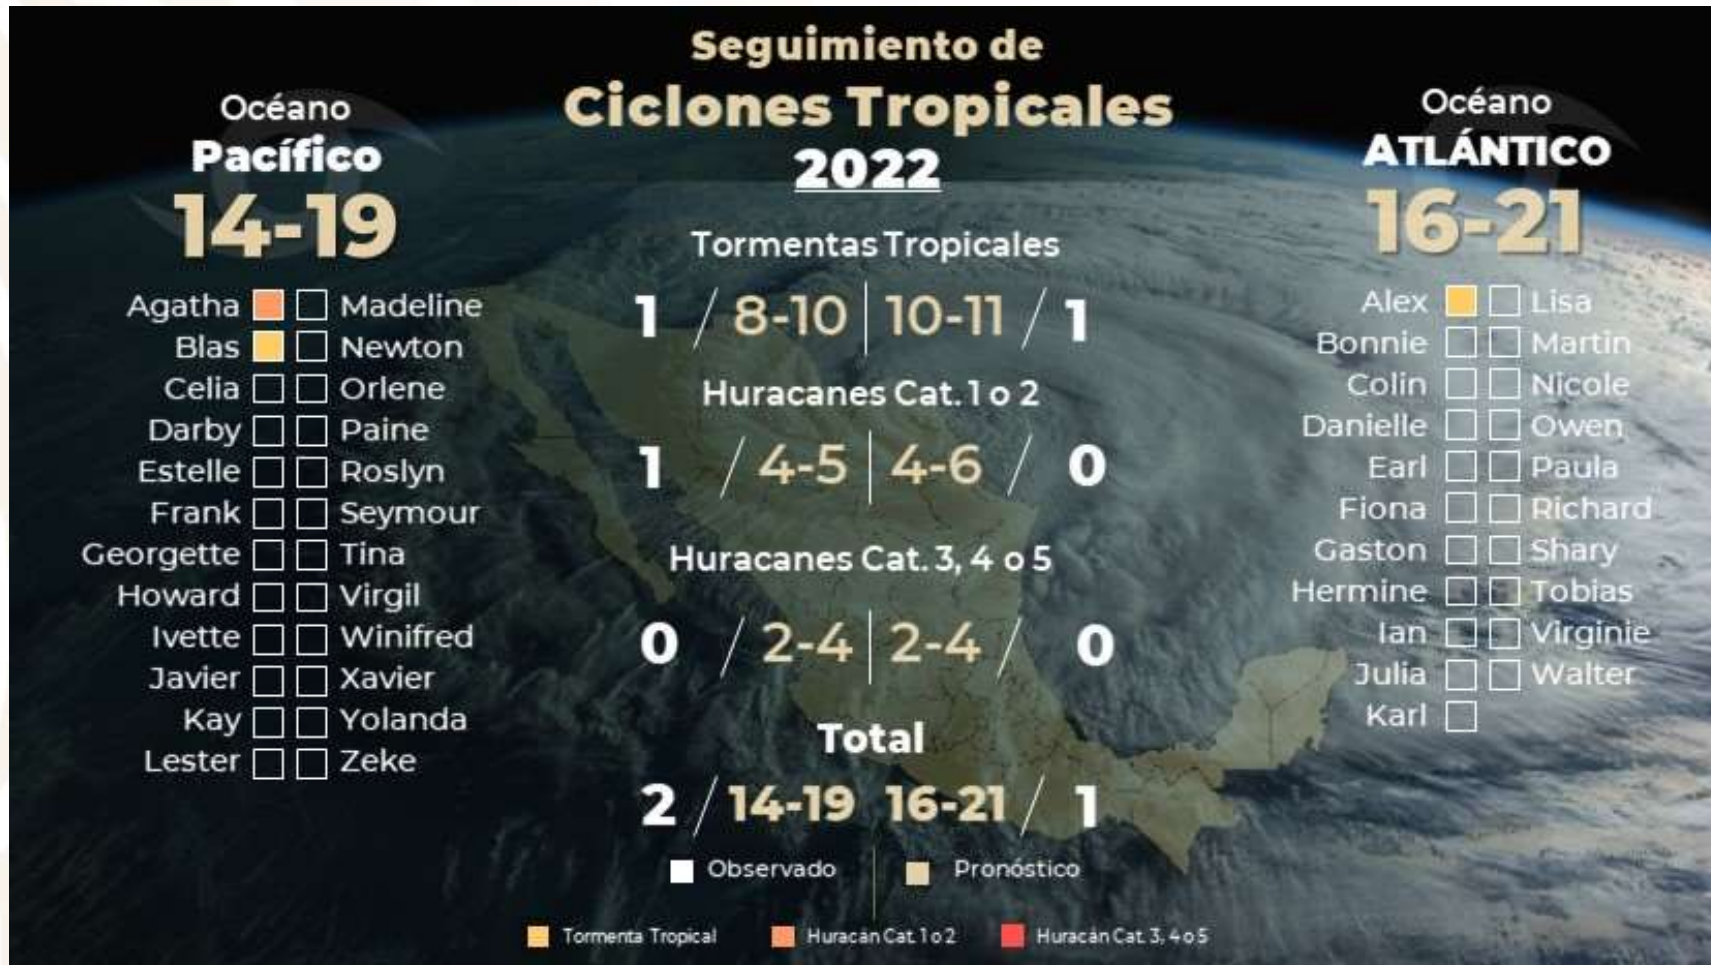 Seguimiento de
Ciclones Tropicales
2022
Océano
Pacífico
14-19
Agatha Madeline
Blas Newton
Celia Orlene
Darby Paine
Estelle Roslyn
Frank Seymour
Georgette Tina
Howard Virgil
Ivette Winifred
Javier Xavier
Kay Yolanda
Lester Zeke
Tormentas Tropicales
1 / 8-10 | 10-11 / 1
Huracanes Cat. 1 o 2
1 / 4-5 | 4-6 / 0
Huracanes Cat. 3, 4 o 5
0 / 2-4 | 2-4 / 0
Total
2 / 14-19 16-21 / 1
Observado Pronóstico
Tormenta Tropical Huracán Cat. 1 o 2 Huracán Cat. 3, 4 o 5
Océano
ATLÁNTICO
16-21
Alex Lisa
Bonnie Martin
Colin Nicole
Danielle Owen
Earl Paula
Fiona Richard
Gaston Shary
Hermine Tobias
Ian Virginie
Julia Walter
Karl